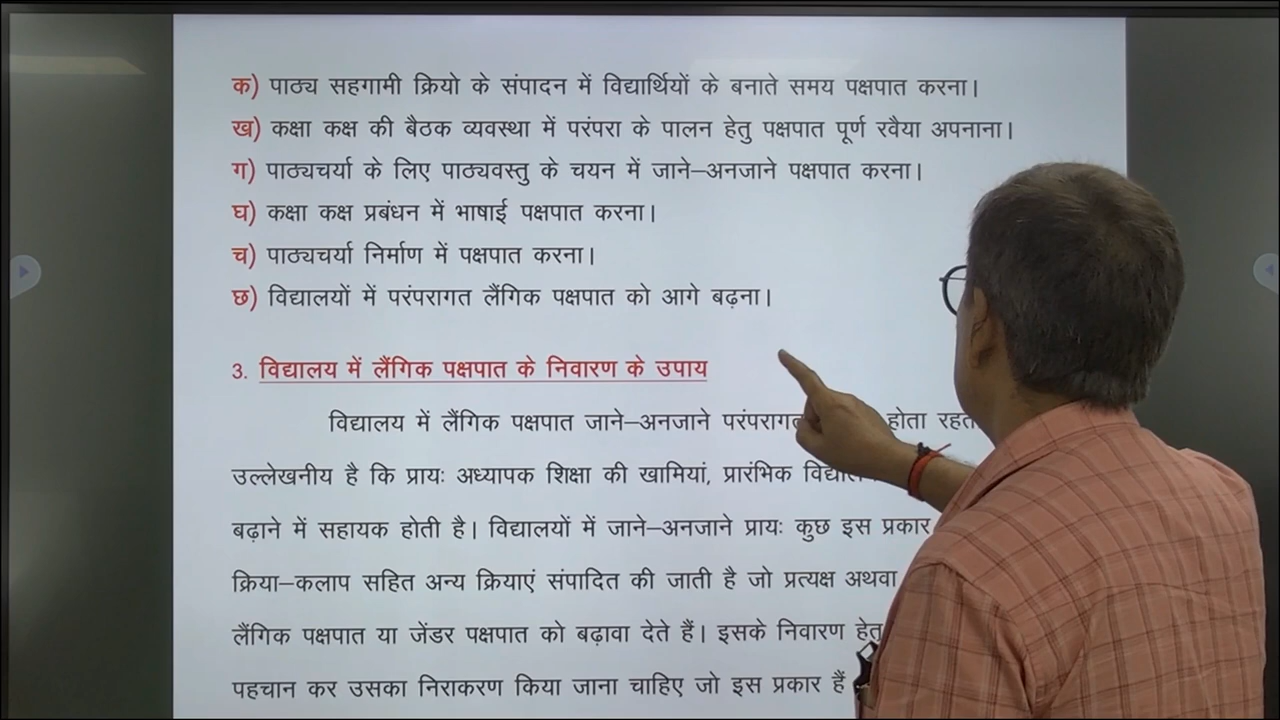 क) पाठ्य सहगामी क्रियो के संपादन में विद्यार्थियों के बनाते समय पक्षपात करना।
ख) कक्षा कक्ष की बैठक व्यवस्था में परंपरा के पालन हेतु पक्षपात पूर्ण रवैया अपनाना।
ग) पाठ्यचर्या के लिए पाठ्यवस्तु के चयन में जाने–अनजाने पक्षपात करना।
घ) कक्षा कक्ष प्रबंधन में भाषाई पक्षपात करना।
च) पाठ्यचर्या निर्माण में पक्षपात करना।
छ) विद्यालयों में परंपरागत लैंगिक पक्षपात को आगे बढ़ना।
3. विद्यालय में लैंगिक पक्षपात के निवारण के उपाय
विद्यालय में लैंगिक पक्षपात जाने–अनजाने होता
उल्लेखनीय है कि प्रायः अध्यापक शिक्षा की खामियां, प्रारंभिक
बढ़ाने में सहायक होती है। विद्यालयों में जाने–अनजाने प्रायः कुछ इस प्रकार
क्रिया–कलाप सहित अन्य क्रियाएं संपादित की जाती है जो प्रत्यक्ष अथवा
लैंगिक पक्षपात या जेंडर पक्षपात को बढ़ावा देते हैं। इसके निवारण हेतु
पहचान कर उसका निराकरण किया जाना चाहिए जो इस प्रकार हैं